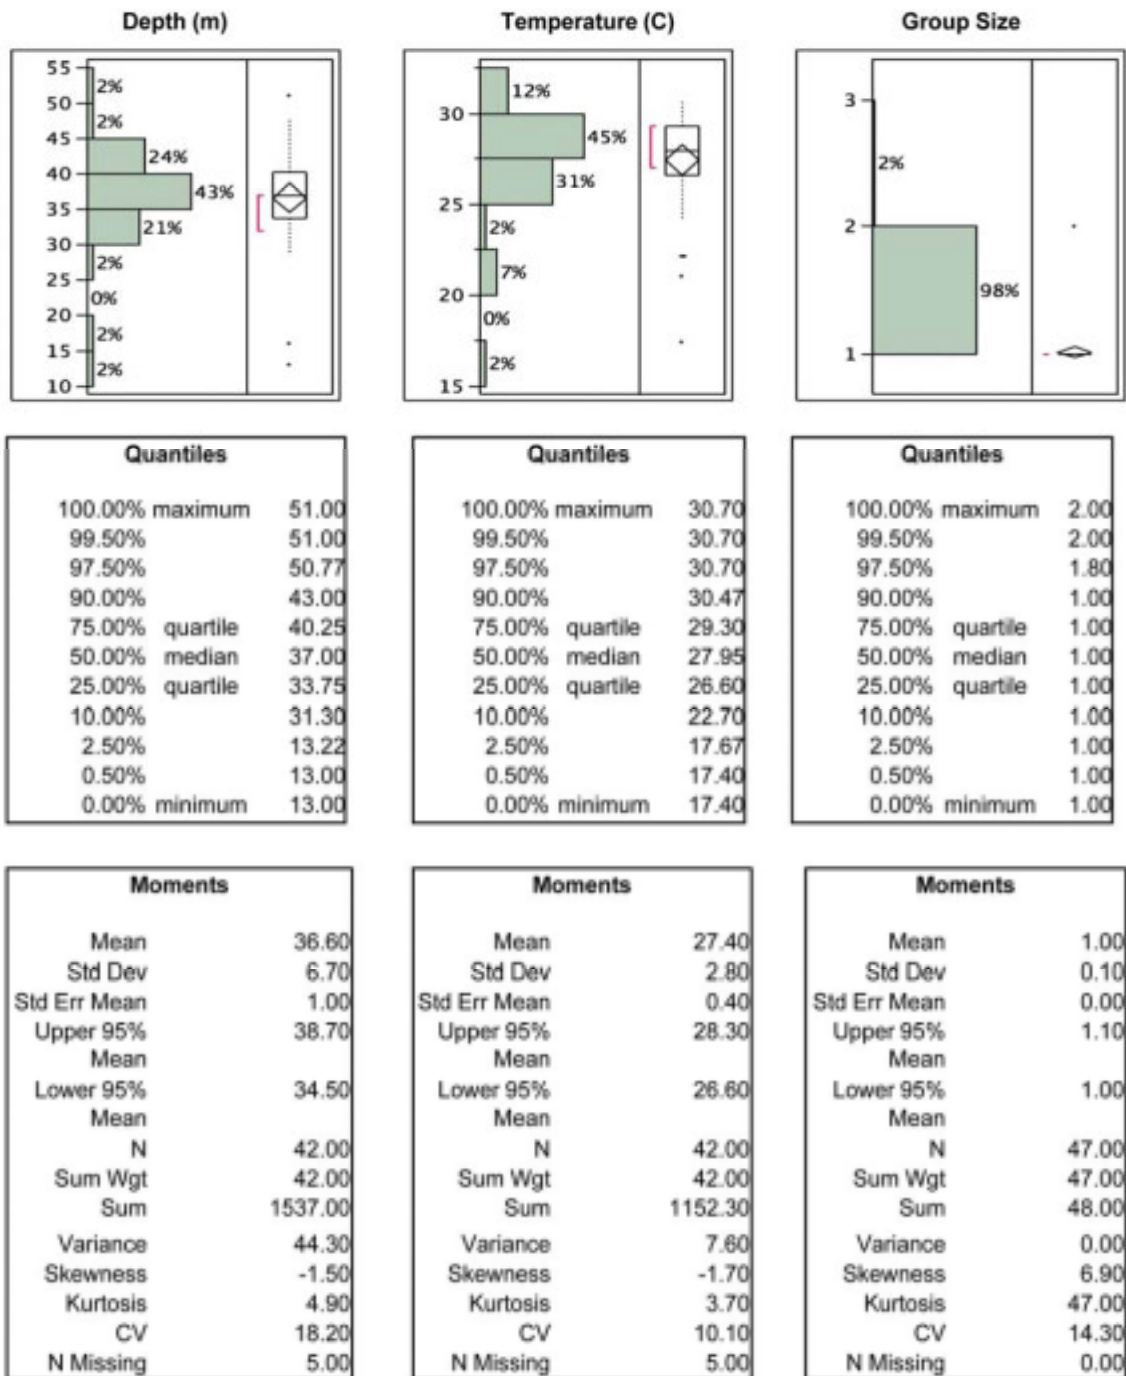 Depth (m)
55
50
45
40
35
30
25
20
15
10
2%
2%
24%
43%
21%
2%
0%
2%
2%
Temperature (C)
30
25
20
15
12%
45%
31%
2%
7%
0%
2%
Group Size
3
2
1
2%
98%
Quantiles
100.00% maximum 51.00
99.50% 51.00
97.50% 50.77
90.00% 43.00
75.00% quartile 40.25
50.00% median 37.00
25.00% quartile 33.75
10.00% 31.30
2.50% 13.22
0.50% 13.00
0.00% minimum 13.00
Quantiles
100.00% maximum 30.70
99.50% 30.70
97.50% 30.70
90.00% 30.47
75.00% quartile 29.30
50.00% median 27.95
25.00% quartile 26.60
10.00% 22.70
2.50% 17.67
0.50% 17.40
0.00% minimum 17.40
Quantiles
100.00% maximum 2.00
99.50% 2.00
97.50% 1.80
90.00% 1.00
75.00% quartile 1.00
50.00% median 1.00
25.00% quartile 1.00
10.00% 1.00
2.50% 1.00
0.50% 1.00
0.00% minimum 1.00
Moments
Mean 36.60
Std Dev 6.70
Std Err Mean 1.00
Upper 95% 38.70
Mean
Lower 95% 34.50
Mean
N 42.00
Sum Wgt 42.00
Sum 1537.00
Variance 44.30
Skewness -1.50
Kurtosis 4.90
CV 18.20
N Missing 5.00
Moments
Mean 27.40
Std Dev 2.80
Std Err Mean 0.40
Upper 95% 28.30
Mean
Lower 95% 26.60
Mean
N 42.00
Sum Wgt 42.00
Sum 1152.30
Variance 7.60
Skewness -1.70
Kurtosis 3.70
CV 10.10
N Missing 5.00
Moments
Mean 1.00
Std Dev 0.10
Std Err Mean 0.00
Upper 95% 1.10
Mean
Lower 95% 1.00
Mean
N 47.00
Sum Wgt 47.00
Sum 48.00
Variance 0.00
Skewness 6.90
Kurtosis 47.00
CV 14.30
N Missing 0.00